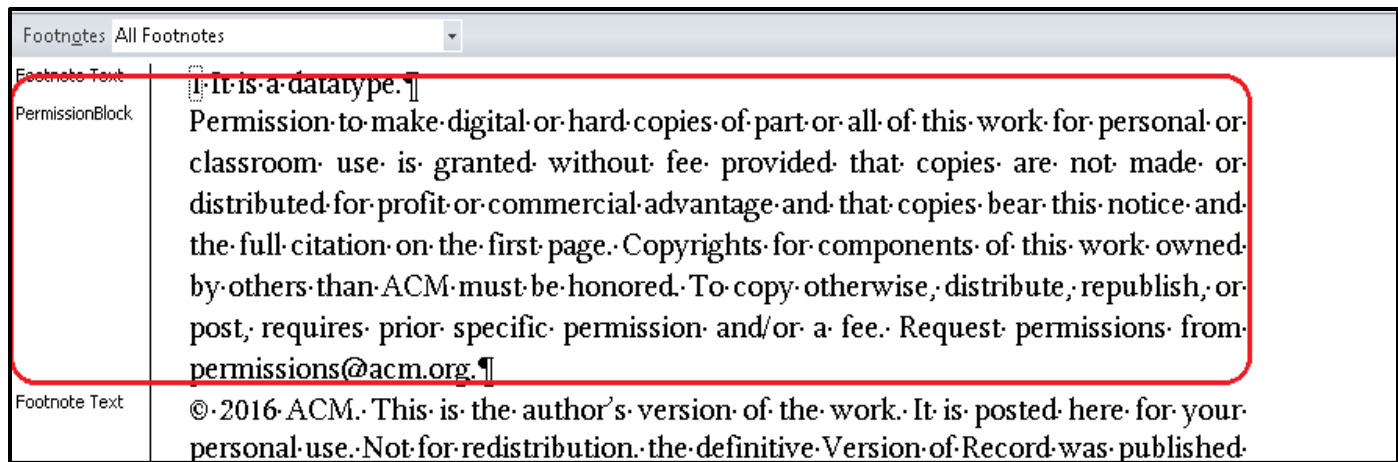 Footnotes All Footnotes
Footnote Text 1 It is a datatype.¶
PermissionBlock Permission to make digital or hard copies of part or all of this work for personal or
classroom use is granted without fee provided that copies are not made or
distributed for profit or commercial advantage and that copies bear this notice and
the full citation on the first page. Copyrights for components of this work owned
by others than ACM must be honored. To copy otherwise, distribute, republish, or
post, requires prior specific permission and/or a fee. Request permissions from
permissions@acm.org.¶
Footnote Text © 2016 ACM. This is the author's version of the work. It is posted here for your
personal use. Not for redistribution. the definitive Version of Record was published